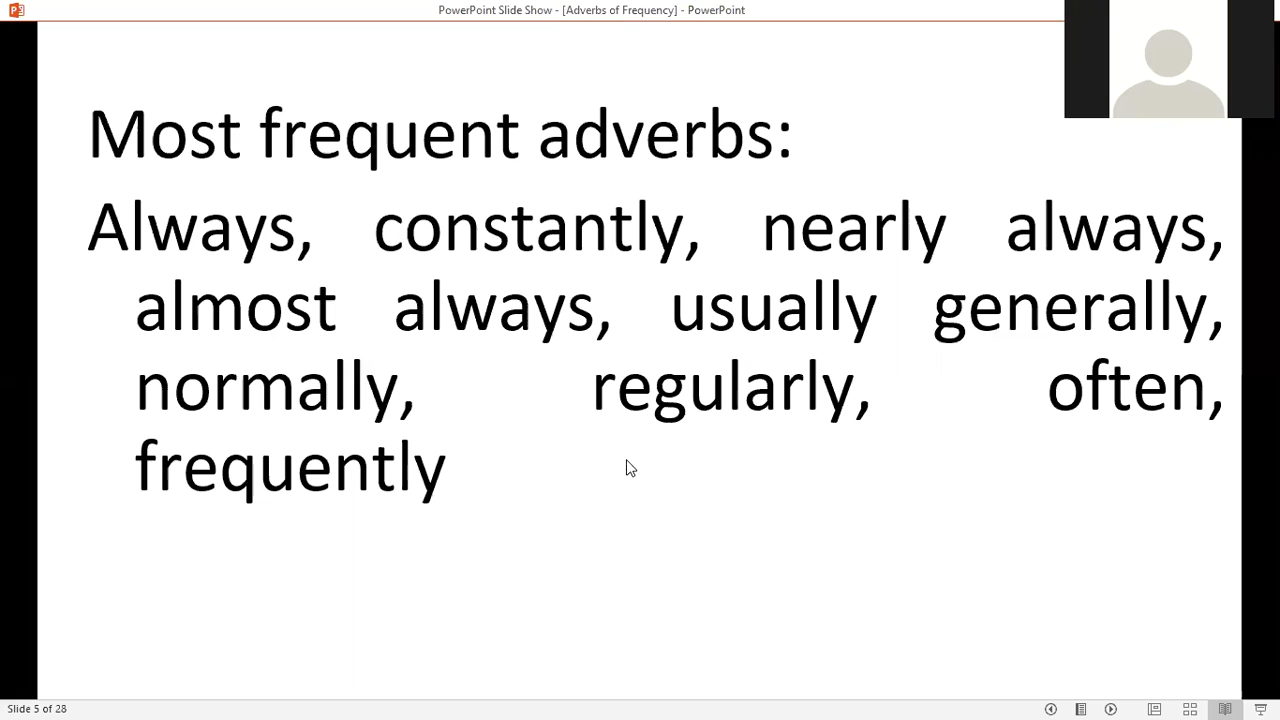 PowerPoint Slide Show - [Adverbs of Frequency] - PowerPoint
Most frequent adverbs:
Always, constantly, nearly always,
almost always, usually generally,
normally, regularly, often,
frequently
Slide 5 of 28